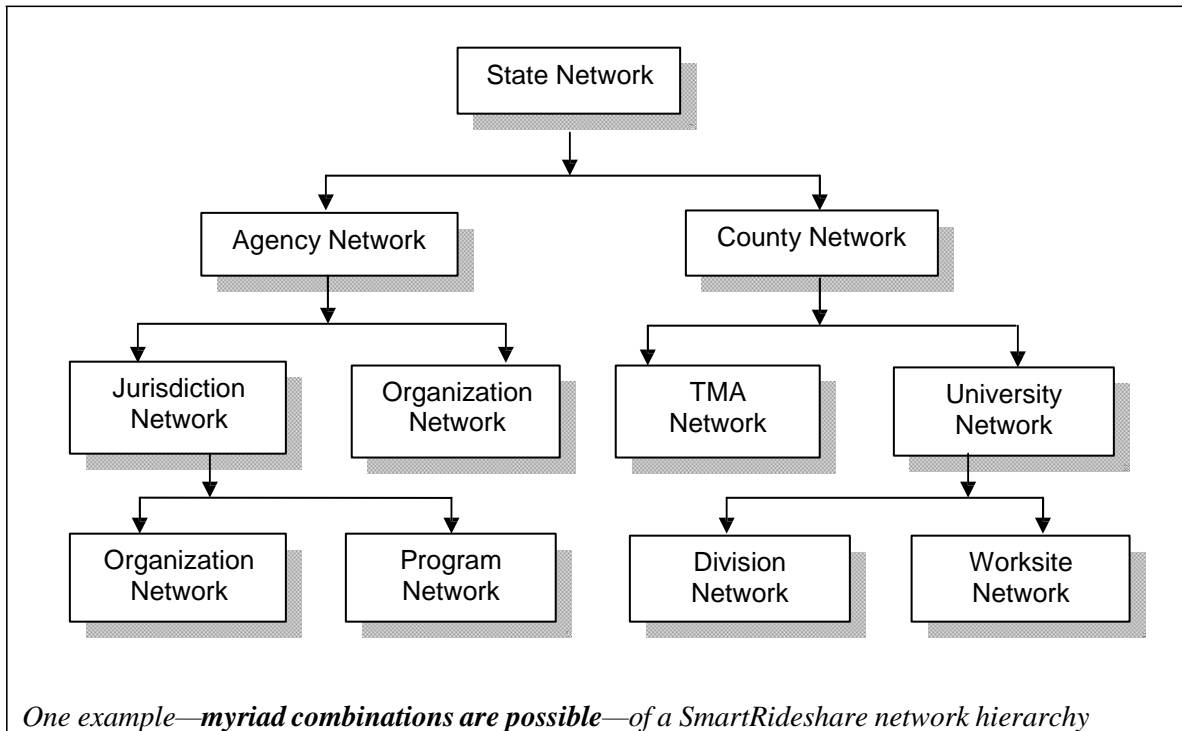 State Network
Agency Network
County Network
Jurisdiction
Network
Organization
Network
TMA
Network
University
Network
Organization
Network
Program
Network
Division
Network
Worksite
Network
One example—myriad combinations are possible—of a SmartRideshare network hierarchy